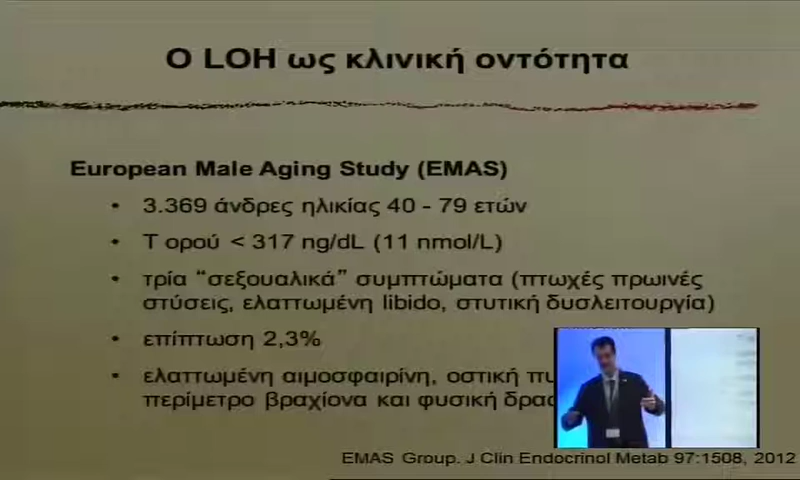 Ο LOH ως κλινική οντότητα
European Male Aging Study (EMAS)
• 3.369 άνδρες ηλικίας 40 - 79 ετών
• Τ ορού < 317 ng/dL (11 nmol/L)
• τρία “σεξουαλικά” συμπτώματα (πτωχές πρωινές
στύσεις, ελαττωμένη libido, στυτική δυσλειτουργία)
• επίπτωση 2,3%
• ελαττωμένη αιμοσφαιρίνη, οστική
περίμετρο βραχίονα και φυσική
EMAS Group. J Clin Endocrinol Metab 97:1508, 2012